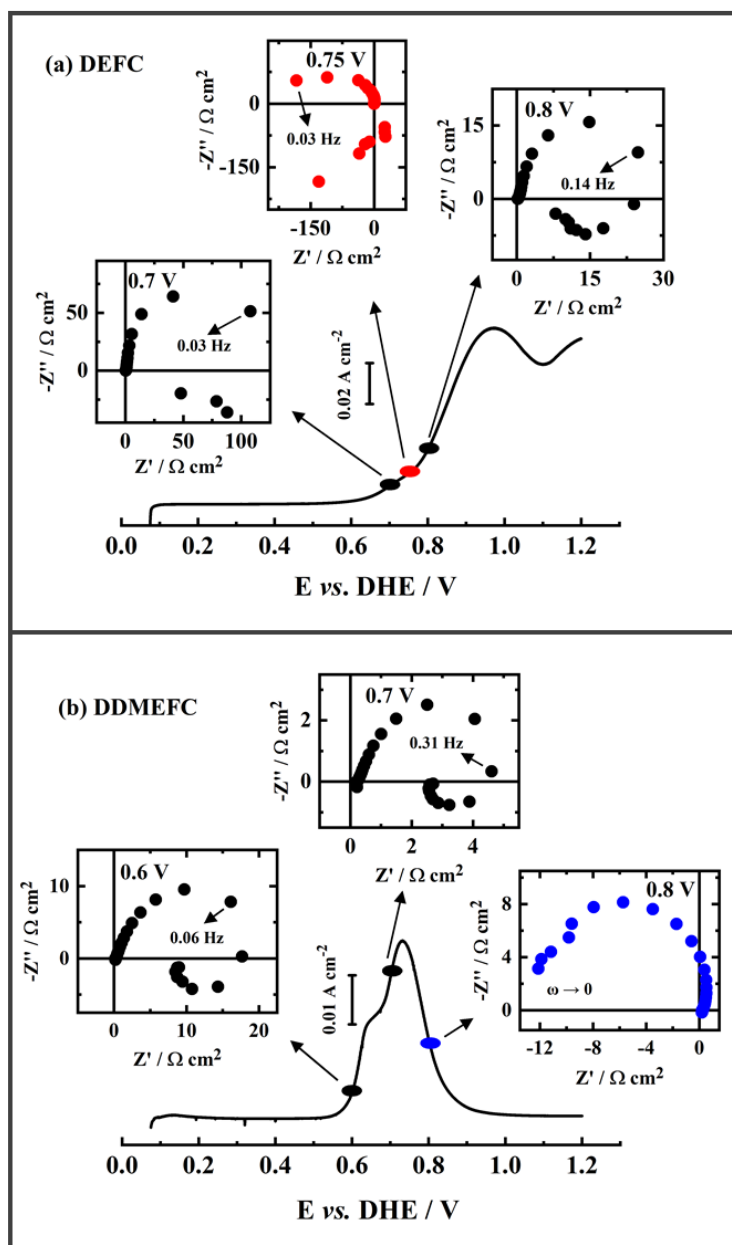 (a) DEFC
0.75 V
0
-150
-Z'' / Ω cm²
0.03 Hz
-150 0
Z' / Ω cm²
0.8 V
15
0
-Z'' / Ω cm²
0.14 Hz
0 15 30
Z' / Ω cm²
0.7 V
50
0
-Z'' / Ω cm²
0.03 Hz
0 50 100
Z' / Ω cm²
0.02 A cm⁻²
0.0 0.2 0.4 0.6 0.8 1.0 1.2
E vs. DHE / V
(b) DDMEFC
0.7 V
2
0
-Z'' / Ω cm²
0.31 Hz
0 2 4
Z' / Ω cm²
0.6 V
10
0
-Z'' / Ω cm²
0.06 Hz
0 10 20
Z' / Ω cm²
0.8 V
8
4
0
-Z'' / Ω cm²
ω → 0
-12 -8 -4 0
Z' / Ω cm²
0.01 A cm⁻²
0.0 0.2 0.4 0.6 0.8 1.0 1.2
E vs. DHE / V